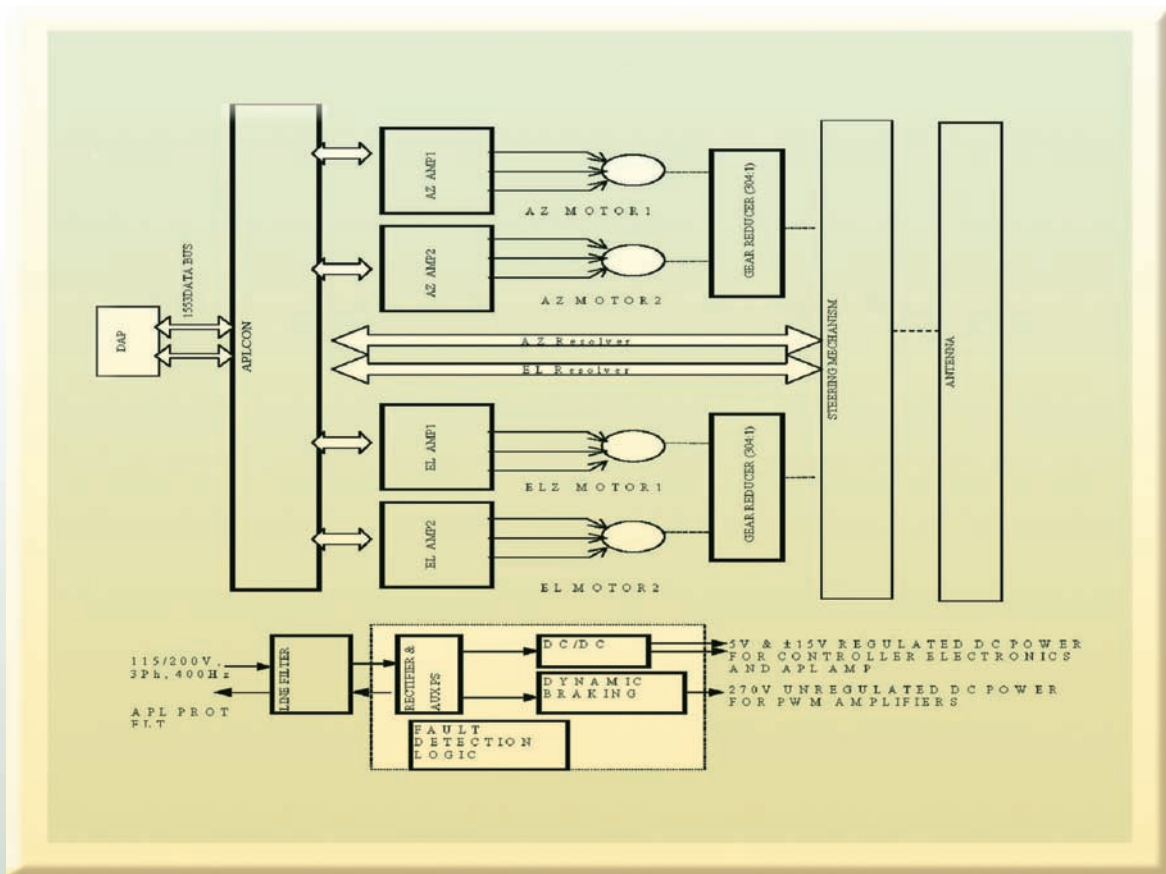 1553DATA BUS
DAP
APLCON
AZ AMP1
AZ MOTOR1
AZ AMP2
AZ MOTOR2
GEAR REDUCER (304:1)
AZ Resolver
EL Resolver
STEERING MECHANISM
ANTENNA
EL AMP1
ELZ MOTOR1
EL AMP2
EL MOTOR2
GEAR REDUCER (304:1)
115/200V,
3Ph, 400Hz
APL PROT
FLT
LINE FILTER
RECTIFIER &
AUX PS
DC/DC
DYNAMIC
BRAKING
FAULT
DETECTION
LOGIC
5V & ±15V REGULATED DC POWER
FOR CONTROLLER ELECTRONICS
AND APL AMP
270V UNREGULATED DC POWER
FOR PWM AMPLIFIERS